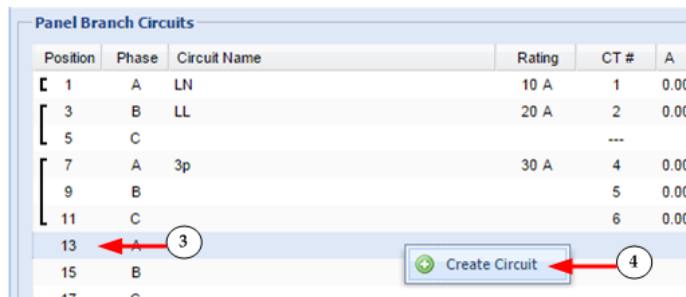 Panel Branch Circuits
Position Phase Circuit Name Rating CT # A
1 A LN 10 A 1 0.00
3 B LL 20 A 2 0.00
5 C ---
7 A 3p 30 A 4 0.00
9 B 5 0.00
11 C 6 0.00
13 A 3
15 B Create Circuit 4
17 C